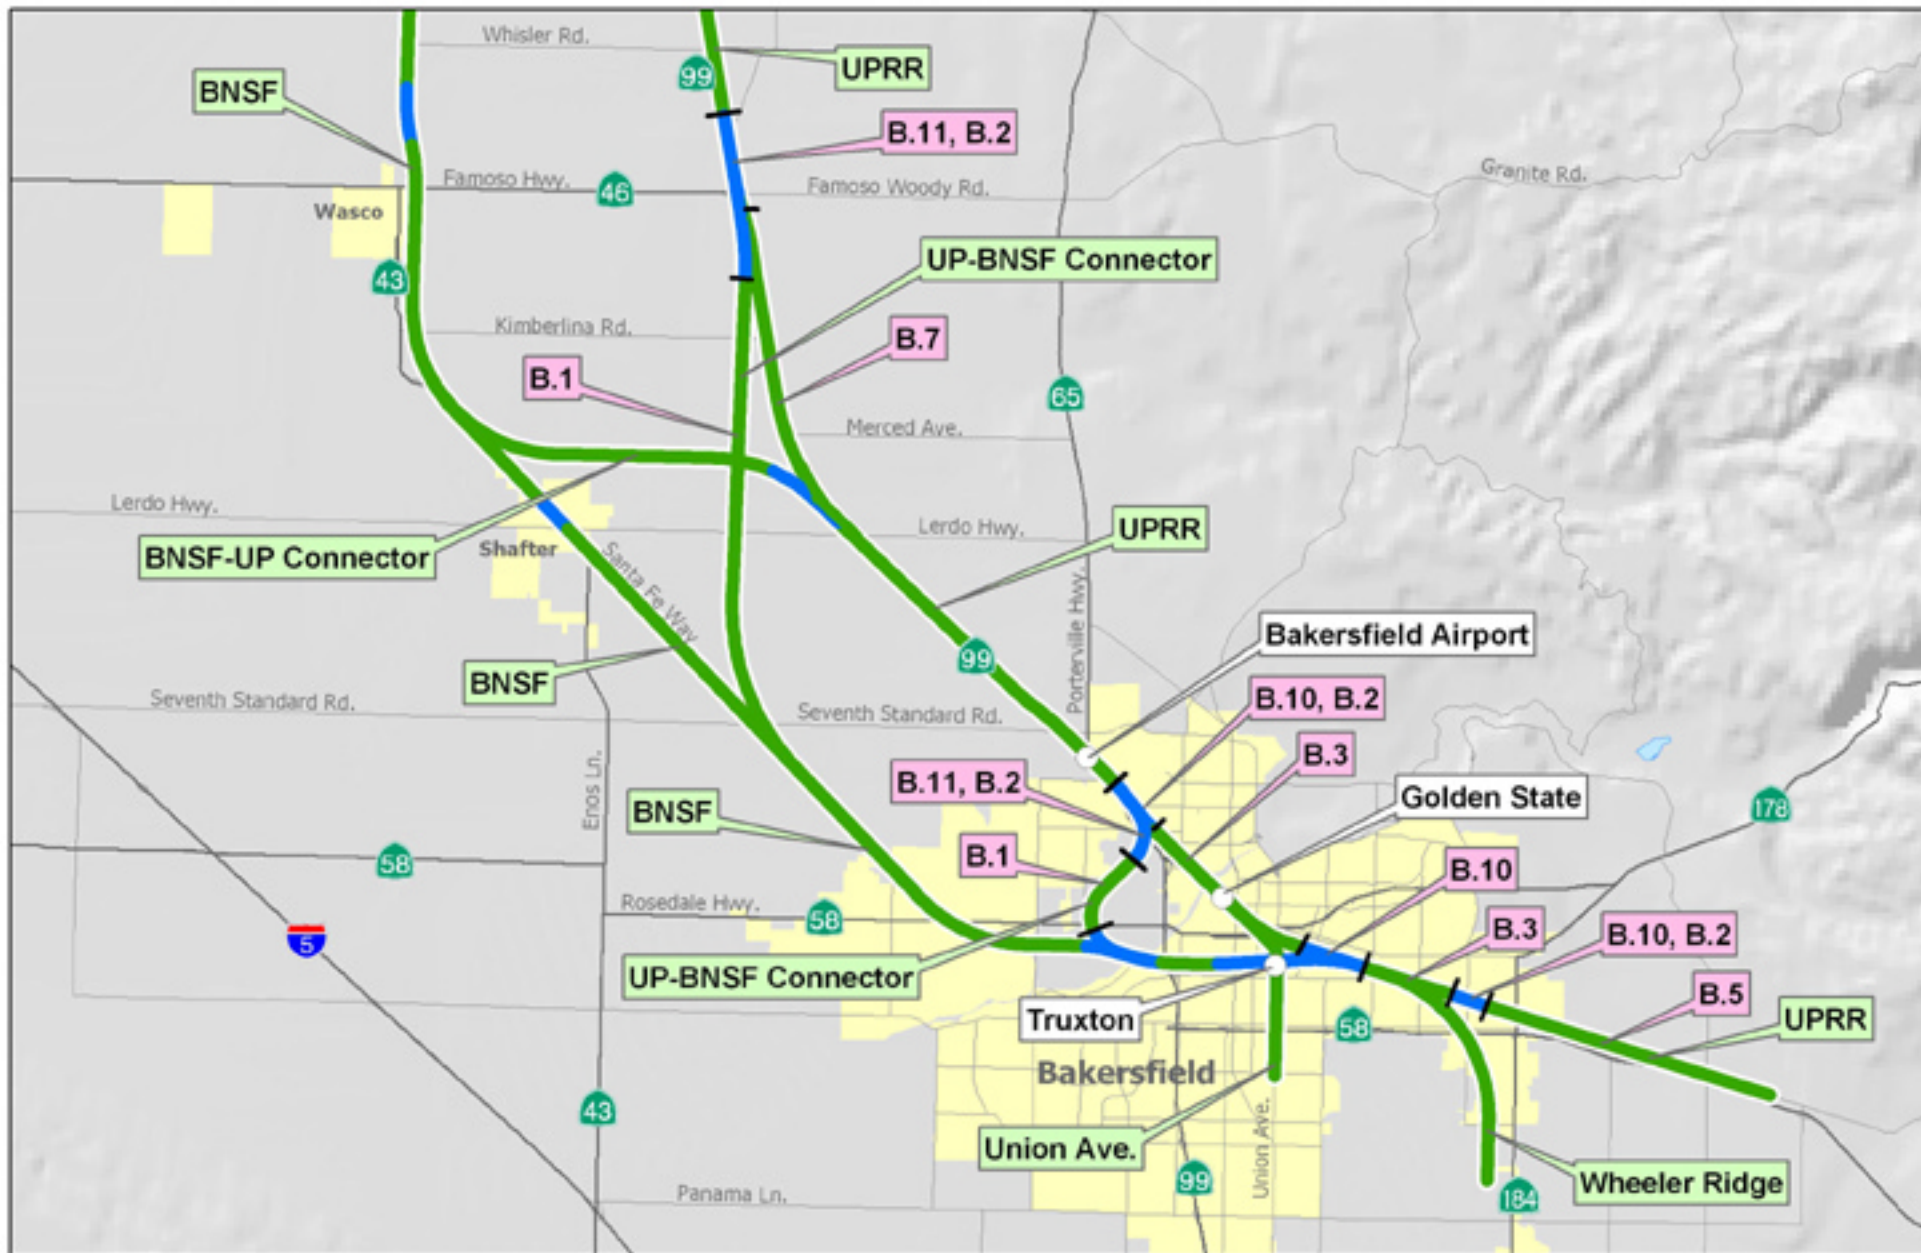 Whisler Rd.
UPRR
99
BNSF
B.11, B.2
Granite Rd.
Famoso Hwy.
46
Famoso Woody Rd.
Wasco
43
UP-BNSF Connector
Kimberlina Rd.
B.7
B.1
65
Merced Ave.
Lerdo Hwy.
Lerdo Hwy.
UPRR
BNSF-UP Connector
Shafter
Santa Fe Way
Porterville Hwy.
Bakersfield Airport
99
BNSF
Seventh Standard Rd.
Seventh Standard Rd.
B.10, B.2
B.3
B.11, B.2
Enos Ln.
Golden State
178
BNSF
58
B.1
B.10
Rosedale Hwy.
58
B.3
B.10, B.2
5
UP-BNSF Connector
B.5
Truxton
58
UPRR
Bakersfield
43
Union Ave.
Union Ave.
99
Panama Ln.
Wheeler Ridge
184